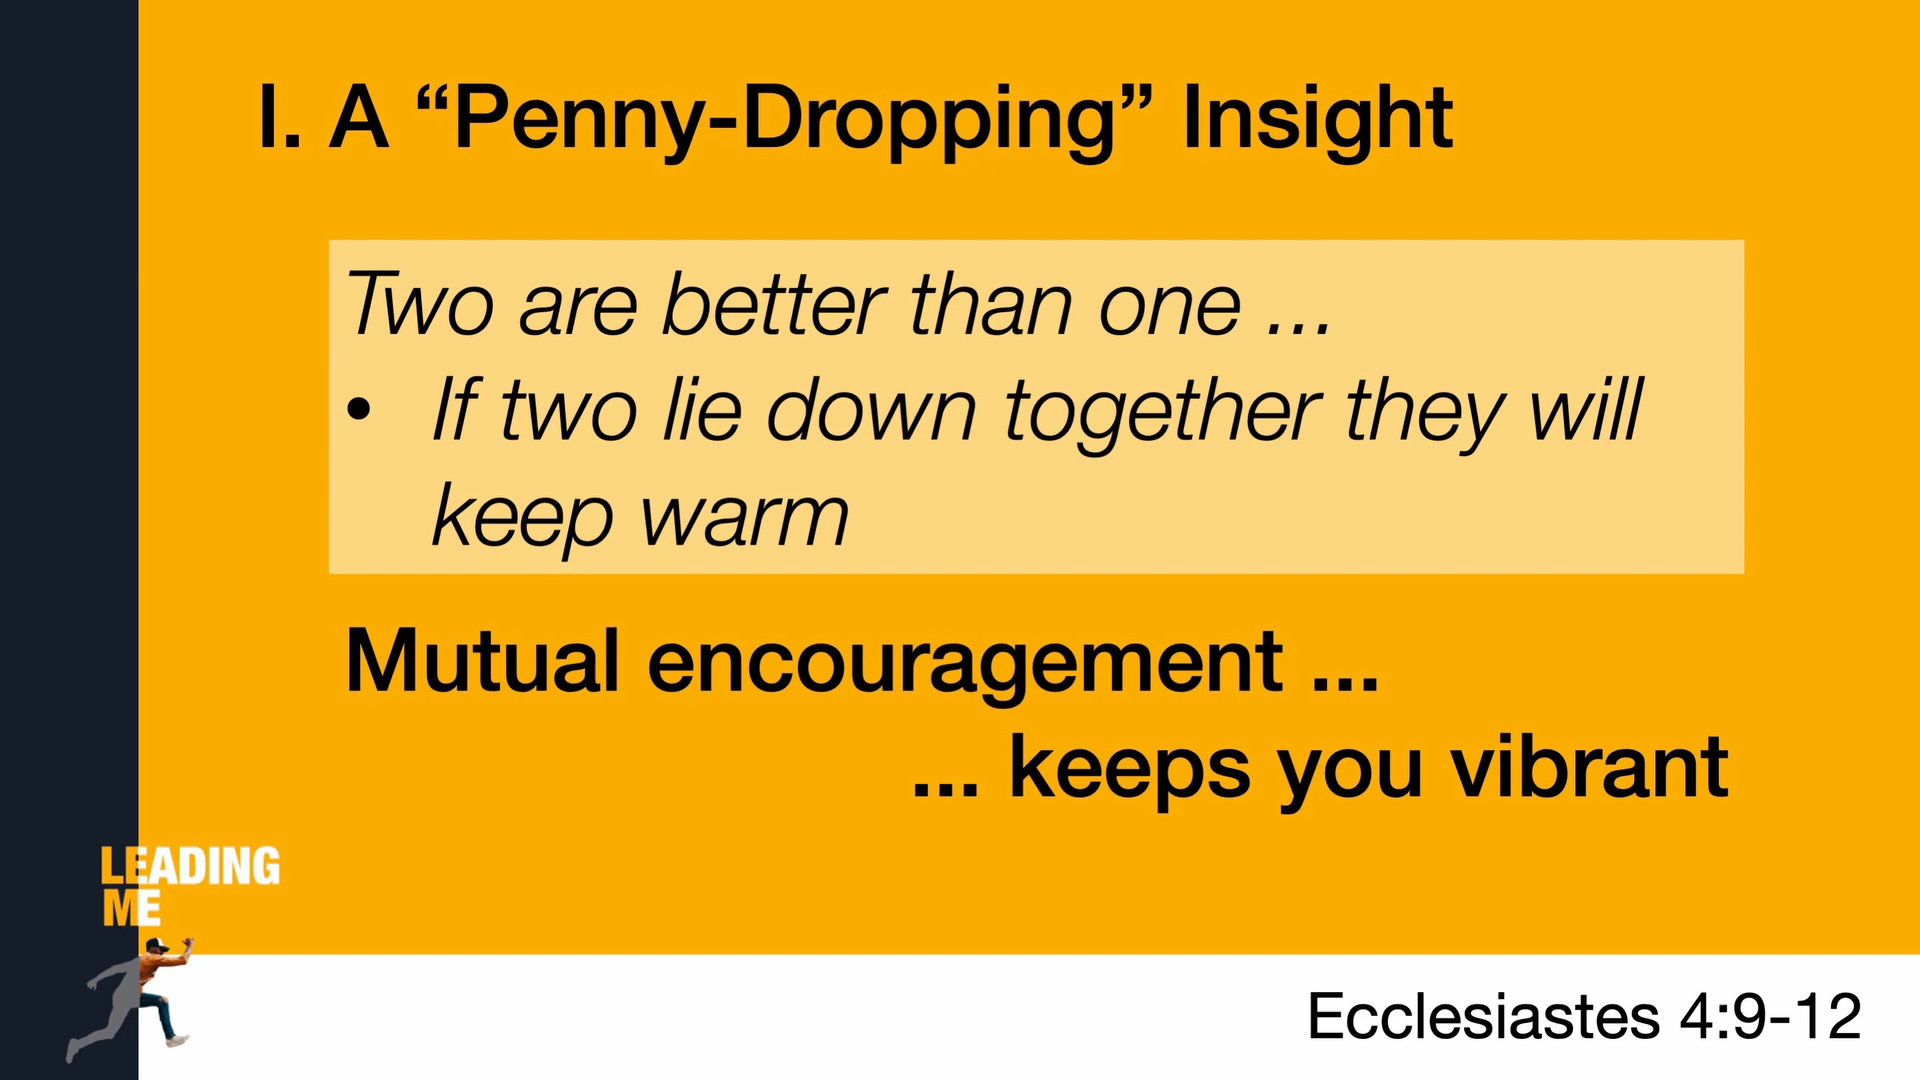 I. A “Penny-Dropping” Insight
Two are better than one ...
• If two lie down together they will
keep warm
Mutual encouragement ...
... keeps you vibrant
LEADING
ME
Ecclesiastes 4:9-12